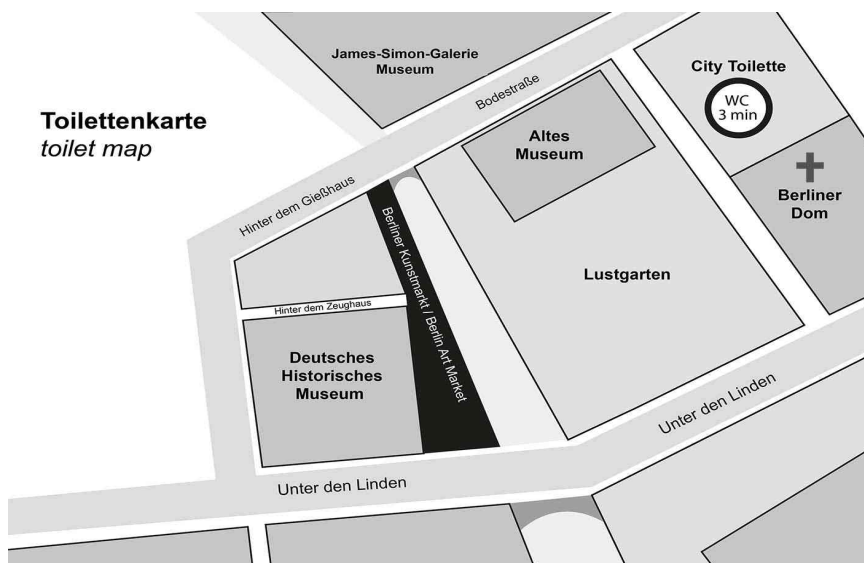 Toilettenkarte
toilet map
James-Simon-Galerie
Museum
Bodestraße
City Toilette
WC
3 min
Altes
Museum
Berliner
Dom
Hinter dem Gießhaus
Berliner Kunstmarkt / Berlin Art Market
Lustgarten
Hinter dem Zeughaus
Deutsches
Historisches
Museum
Unter den Linden
Unter den Linden